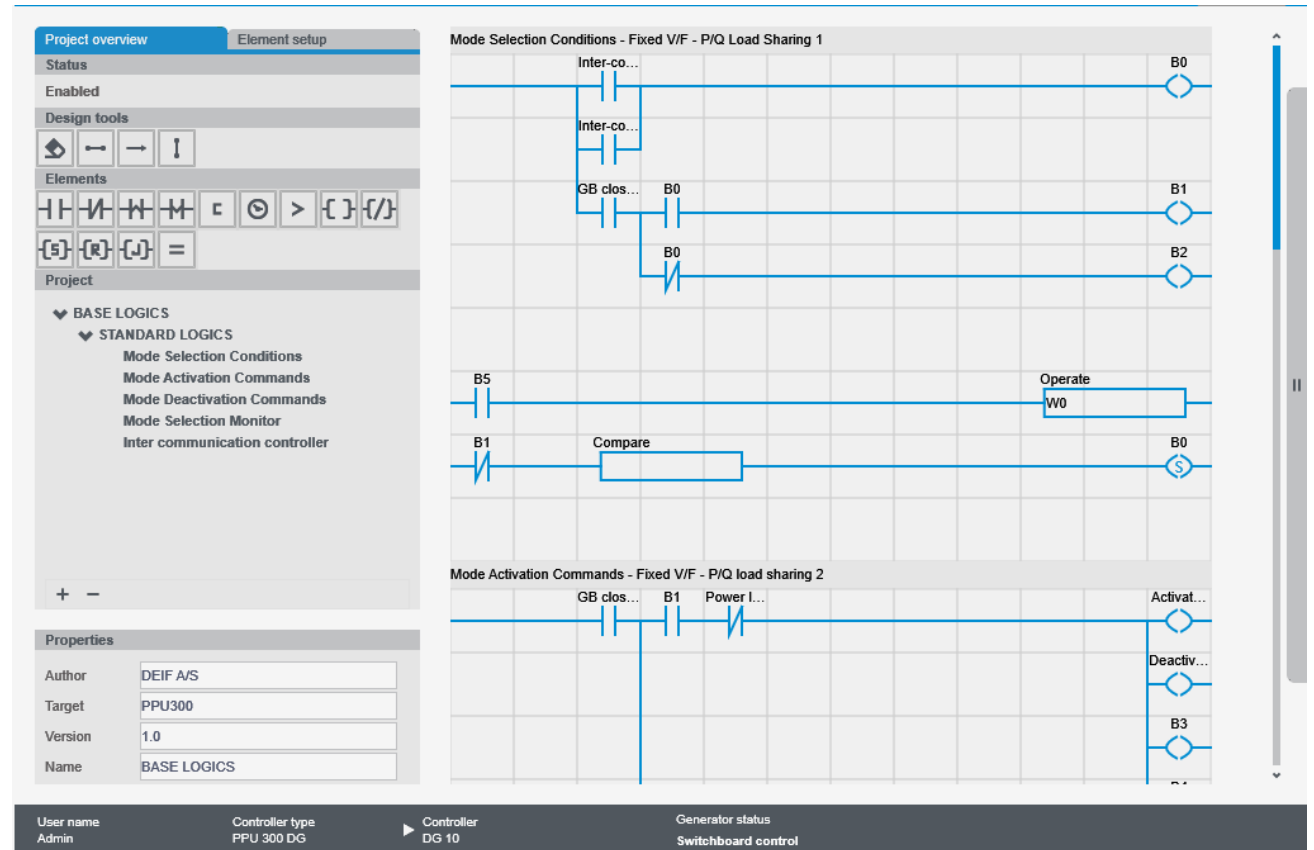 Project overview
Element setup
Status
Enabled
Design tools
Elements
Project
BASE LOGICS
STANDARD LOGICS
Mode Selection Conditions
Mode Activation Commands
Mode Deactivation Commands
Mode Selection Monitor
Inter communication controller
+ −
Properties
Author DEIF A/S
Target PPU300
Version 1.0
Name BASE LOGICS
Mode Selection Conditions - Fixed V/F - P/Q Load Sharing 1
Inter-co... B0
Inter-co...
GB clos... B0 B1
B0 B2
B5 Operate
W0
B1 Compare B0
S
Mode Activation Commands - Fixed V/F - P/Q load sharing 2
GB clos... B1 Power l... Activat...
Deactiv...
B3
User name Controller type Controller Generator status
Admin PPU 300 DG DG 10 Switchboard control